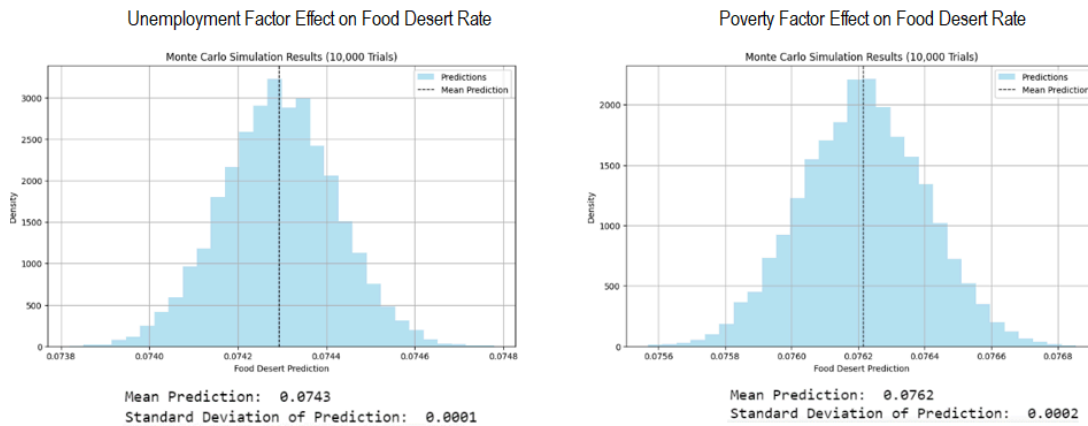 Unemployment Factor Effect on Food Desert Rate
Monte Carlo Simulation Results (10,000 Trials)
Predictions
Mean Prediction
3000
2500
2000
1500
1000
500
0
Density
0.0738 0.0740 0.0742 0.0744 0.0746 0.0748
Food Desert Prediction
Mean Prediction: 0.0743
Standard Deviation of Prediction: 0.0001
Poverty Factor Effect on Food Desert Rate
Monte Carlo Simulation Results (10,000 Trials)
Predictions
Mean Prediction
2000
1500
1000
500
0
Density
0.0756 0.0758 0.0760 0.0762 0.0764 0.0766 0.0768
Food Desert Prediction
Mean Prediction: 0.0762
Standard Deviation of Prediction: 0.0002